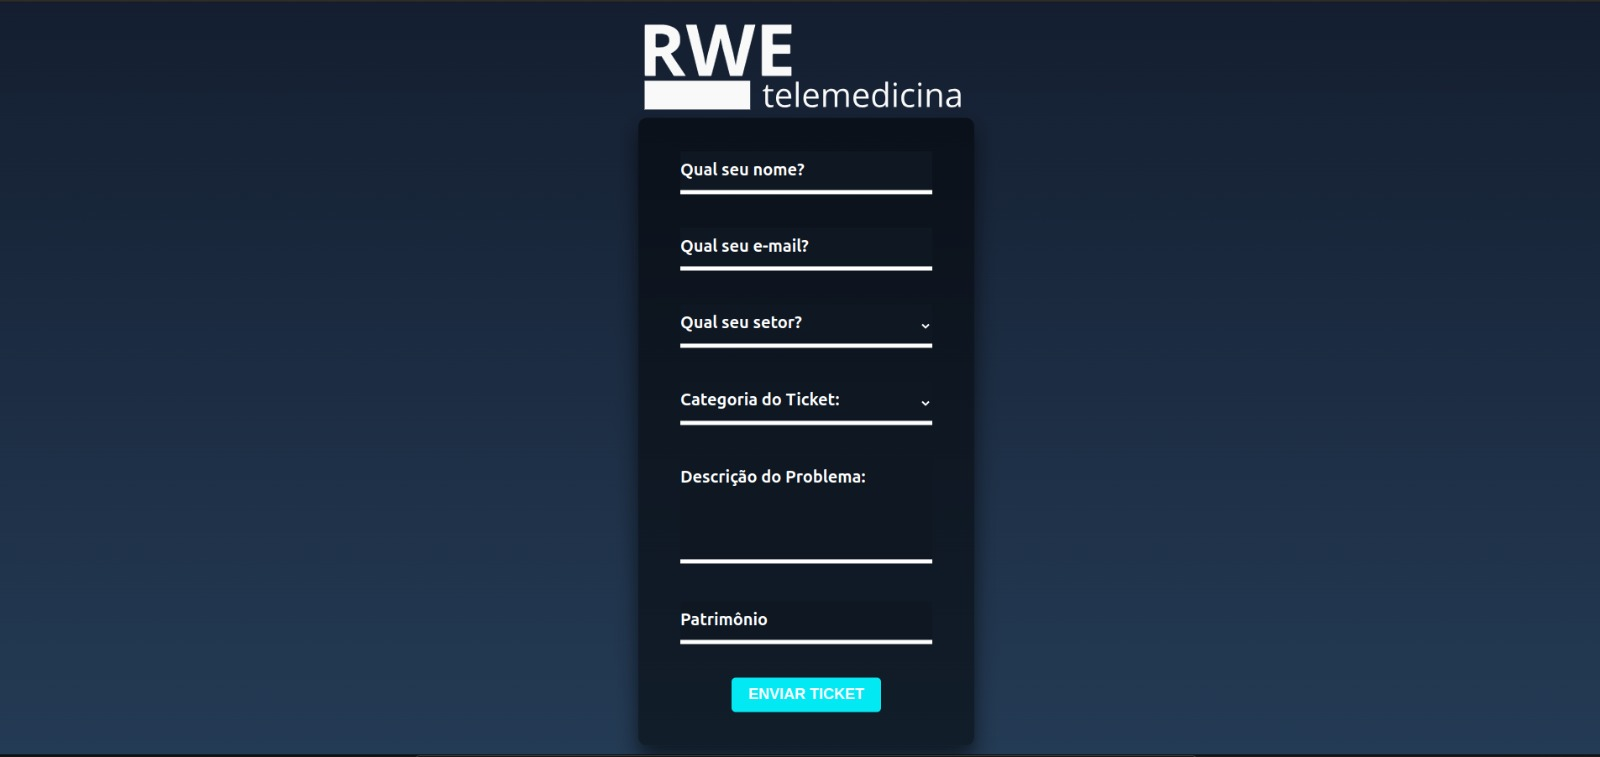 RWE
telemedicina
Qual seu nome?
Qual seu e-mail?
Qual seu setor?
Categoria do Ticket:
Descrição do Problema:
Patrimônio
ENVIAR TICKET